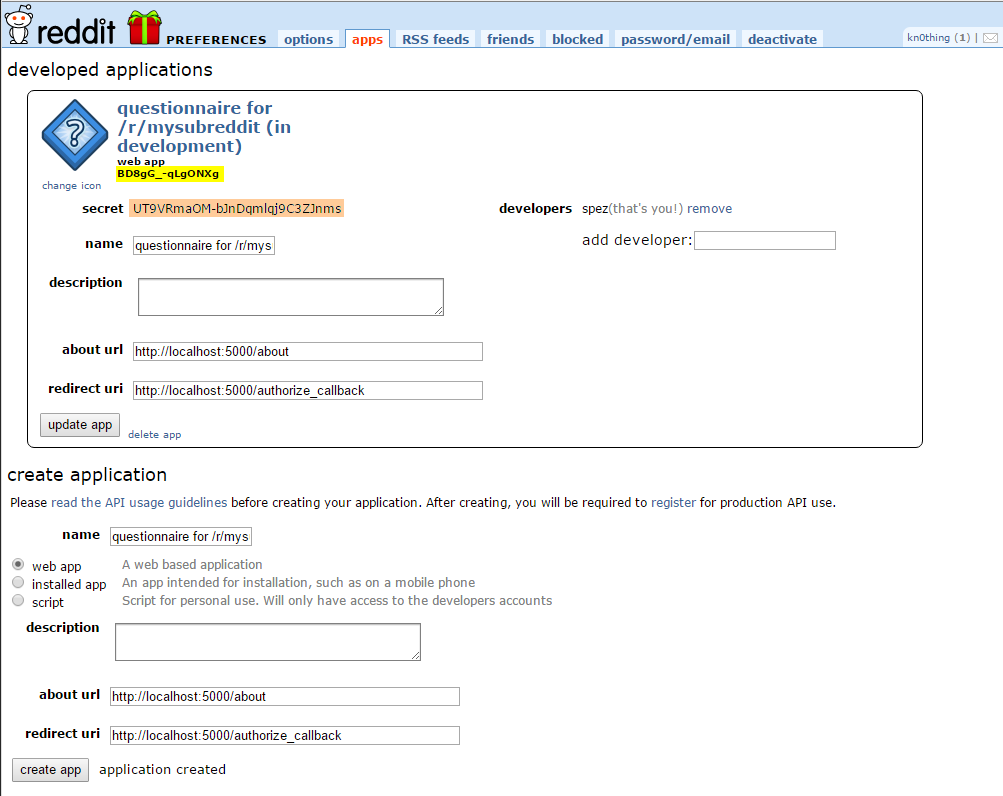 reddit PREFERENCES options apps RSS feeds friends blocked password/email deactivate kn0thing (1) |
developed applications
questionnaire for
/r/mysubreddit (in
development)
web app
BD8gG_-qLgONXg
change icon
secret UT9VRmaOM-bJnDqmlqj9C3ZJnms developers spez(that's you!) remove
name questionnaire for /r/mys add developer:
description
about url http://localhost:5000/about
redirect uri http://localhost:5000/authorize_callback
update app delete app
create application
Please read the API usage guidelines before creating your application. After creating, you will be required to register for production API use.
name questionnaire for /r/mys
web app A web based application
installed app An app intended for installation, such as on a mobile phone
script Script for personal use. Will only have access to the developers accounts
description
about url http://localhost:5000/about
redirect uri http://localhost:5000/authorize_callback
create app application created